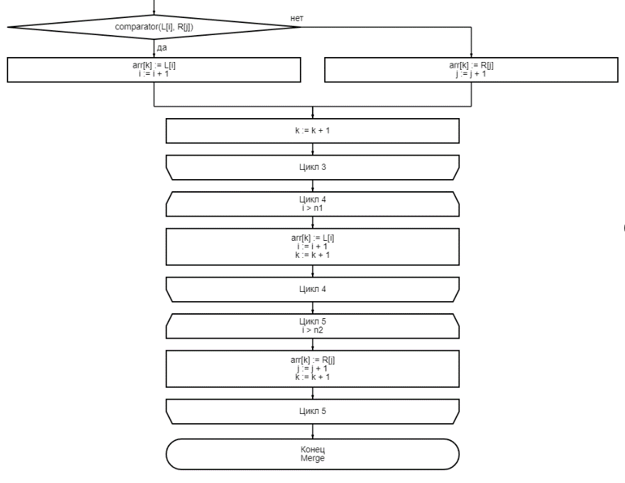 comparator(L[i], R[j])
нет
да
arr[k] := L[i]
i := i + 1
arr[k] := R[j]
j := j + 1
k := k + 1
Цикл 3
Цикл 4
i > n1
arr[k] := L[i]
i := i + 1
k := k + 1
Цикл 4
Цикл 5
i > n2
arr[k] := R[j]
j := j + 1
k := k + 1
Цикл 5
Конец
Merge